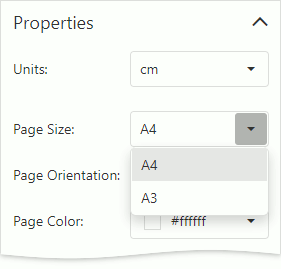 Properties
Units: cm
Page Size: A4
A4
Page Orientation:
A3
Page Color: #ffffff